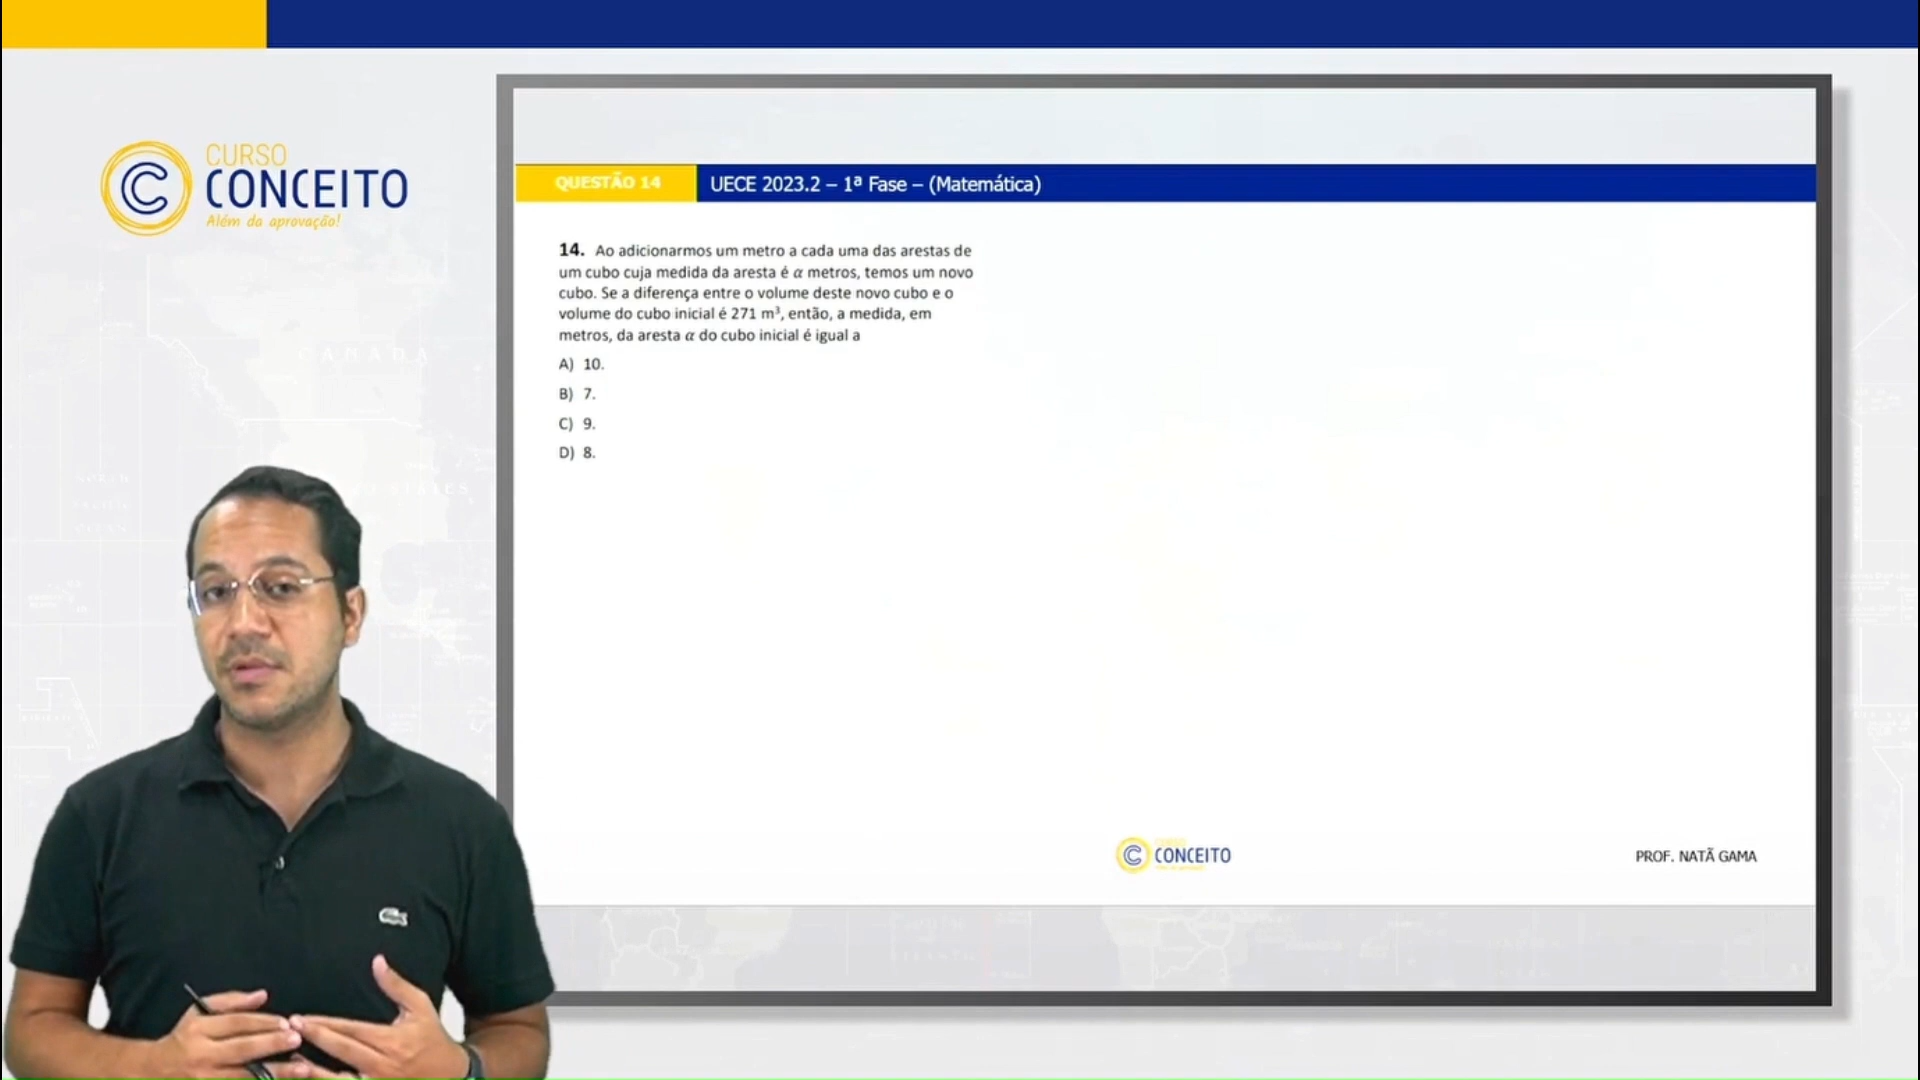 CURSO
CONCEITO
Além da aprovação!
QUESTÃO 14
UECE 2023.2 – 1ª Fase – (Matemática)
14. Ao adicionarmos um metro a cada uma das arestas de
um cubo cuja medida da aresta é α metros, temos um novo
cubo. Se a diferença entre o volume deste novo cubo e o
volume do cubo inicial é 271 m³, então, a medida, em
metros, da aresta α do cubo inicial é igual a
A) 10.
B) 7.
C) 9.
D) 8.
CONCEITO
PROF. NATÃ GAMA
CANADA